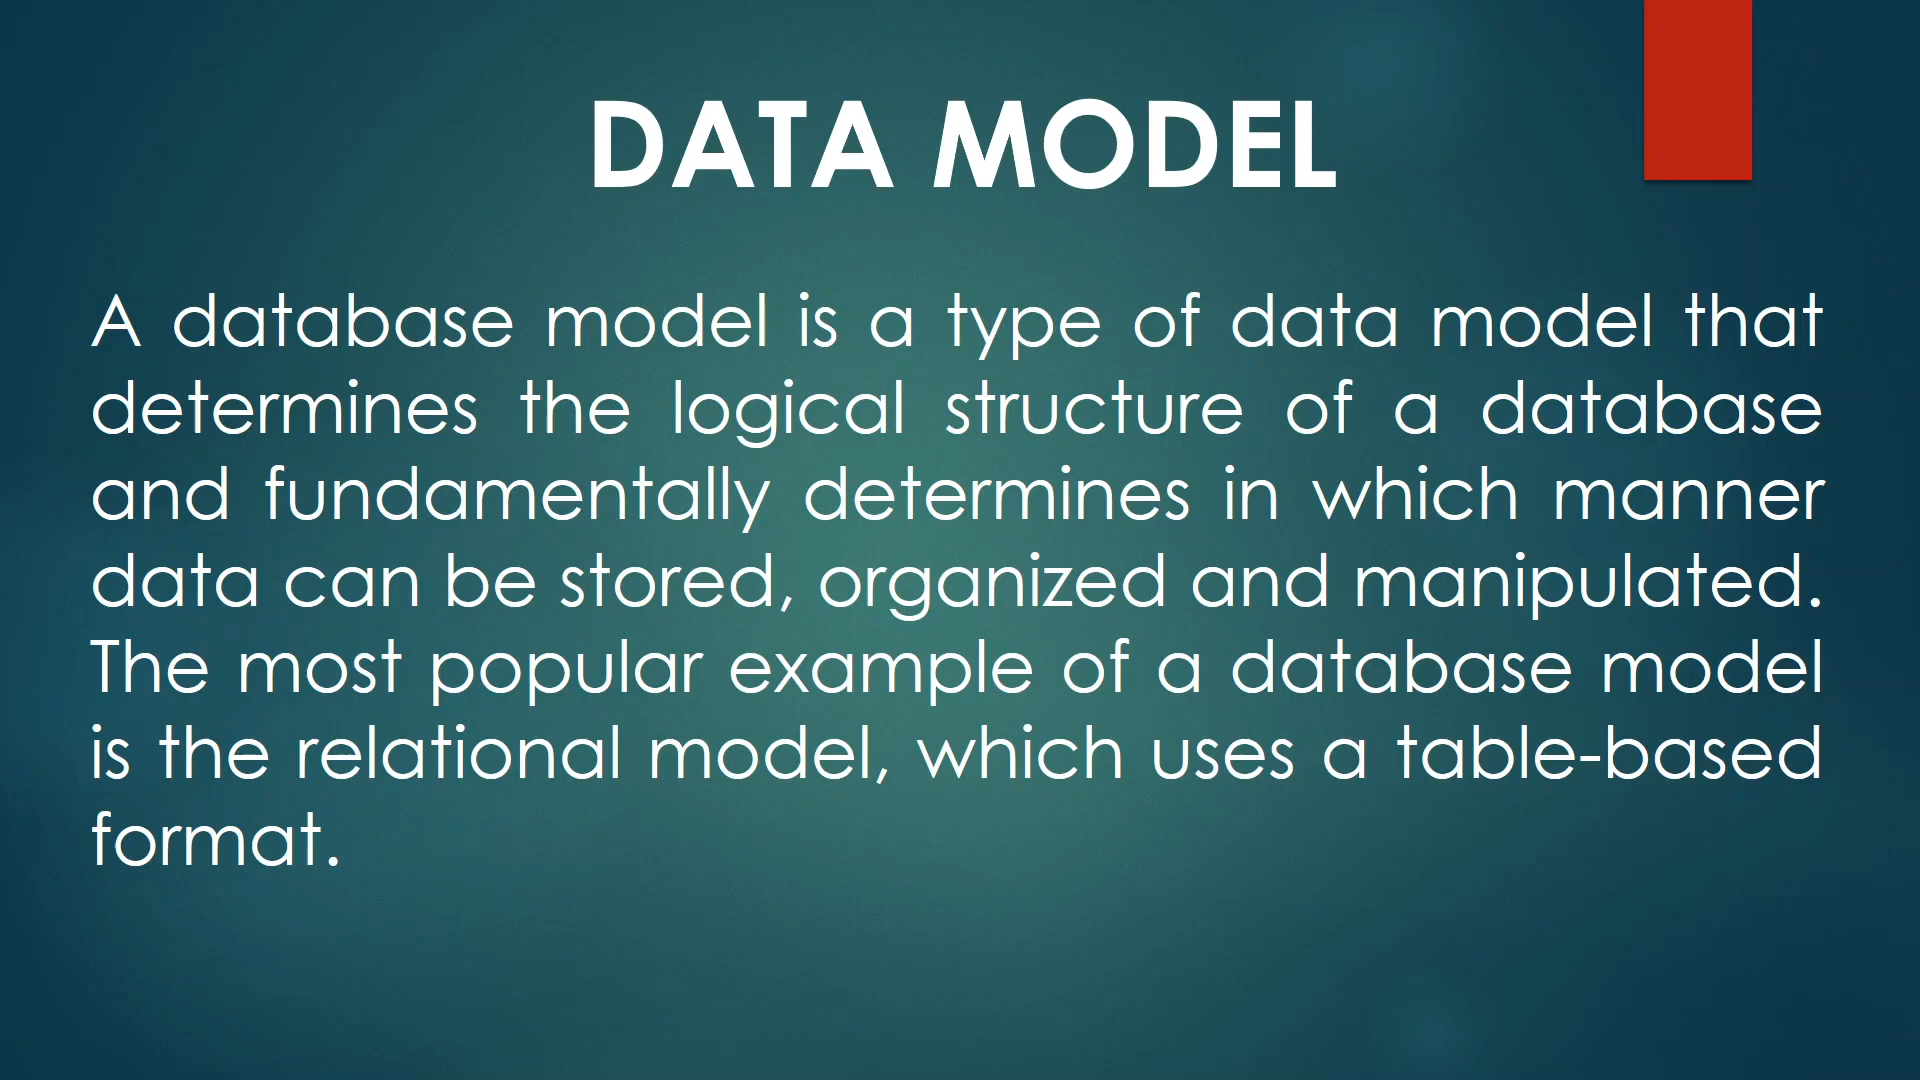 DATA MODEL
A database model is a type of data model that
determines the logical structure of a database
and fundamentally determines in which manner
data can be stored, organized and manipulated.
The most popular example of a database model
is the relational model, which uses a table-based
format.